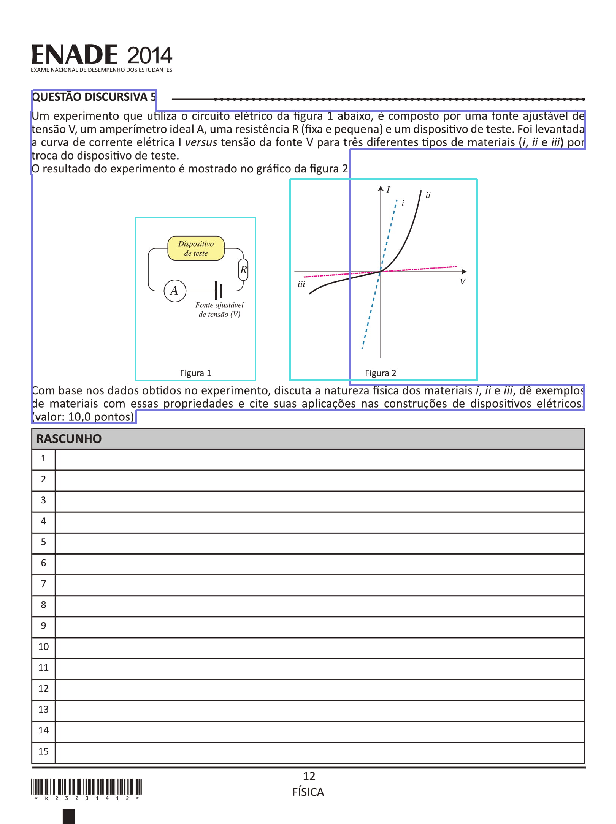 ENADE 2014
EXAME NACIONAL DE DESEMPENHO DOS ESTUDANTES
QUESTÃO DISCURSIVA 5
Um experimento que utiliza o circuito elétrico da figura 1 abaixo, é composto por uma fonte ajustável de
tensão V, um amperímetro ideal A, uma resistência R (fixa e pequena) e um dispositivo de teste. Foi levantada
a curva de corrente elétrica I versus tensão da fonte V para três diferentes tipos de materiais (i, ii e iii) por
troca do dispositivo de teste.
O resultado do experimento é mostrado no gráfico da figura 2
Dispositivo
de teste
R
A
Fonte ajustável
de tensão (V)
Figura 1
I
i
ii
iii
V
Figura 2
Com base nos dados obtidos no experimento, discuta a natureza física dos materiais i, ii e iii, dê exemplos
de materiais com essas propriedades e cite suas aplicações nas construções de dispositivos elétricos.
(valor: 10,0 pontos)
RASCUNHO
1
2
3
4
5
6
7
8
9
10
11
12
13
14
15
12
FÍSICA